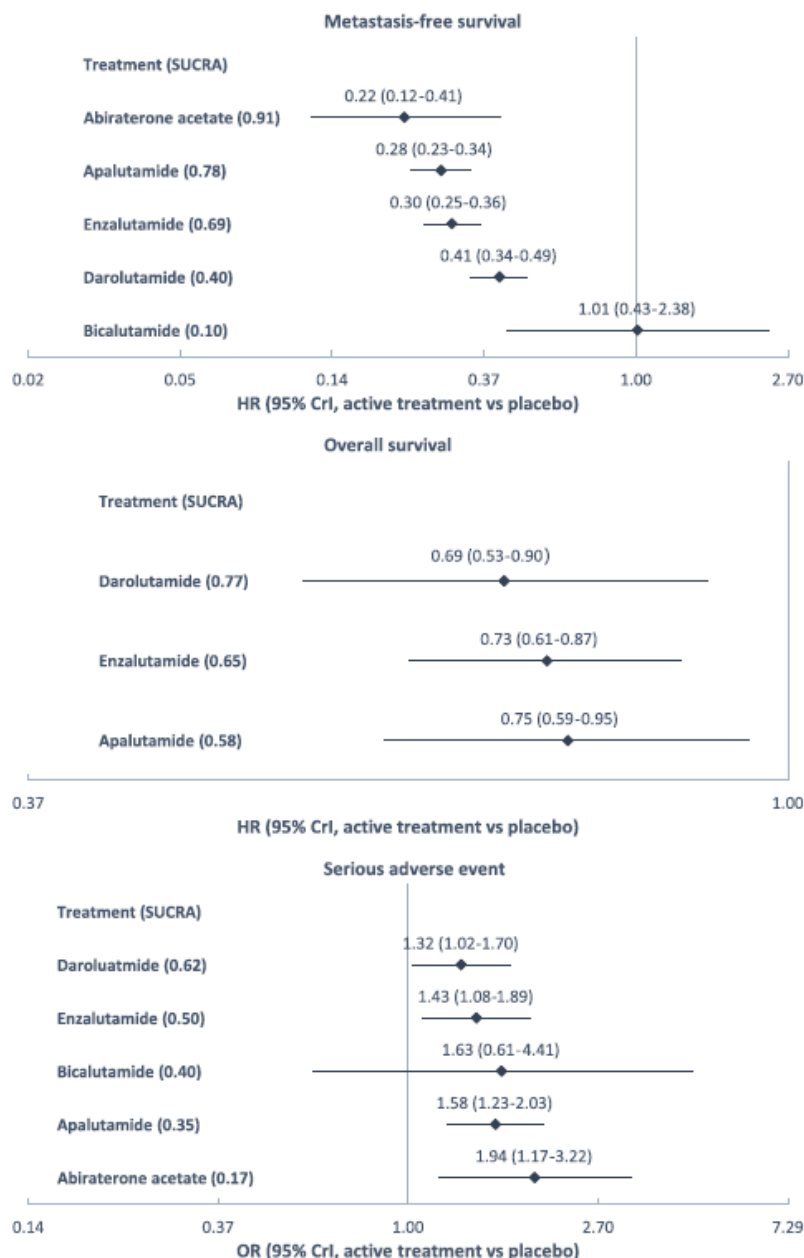 Metastasis-free survival
Treatment (SUCRA)
0.22 (0.12-0.41)
Abiraterone acetate (0.91)
0.28 (0.23-0.34)
Apalutamide (0.78)
0.30 (0.25-0.36)
Enzalutamide (0.69)
0.41 (0.34-0.49)
Darolutamide (0.40)
1.01 (0.43-2.38)
Bicalutamide (0.10)
0.02 0.05 0.14 0.37 1.00 2.70
HR (95% CrI, active treatment vs placebo)
Overall survival
Treatment (SUCRA)
0.69 (0.53-0.90)
Darolutamide (0.77)
0.73 (0.61-0.87)
Enzalutamide (0.65)
0.75 (0.59-0.95)
Apalutamide (0.58)
0.37 1.00
HR (95% CrI, active treatment vs placebo)
Serious adverse event
Treatment (SUCRA)
1.32 (1.02-1.70)
Daroluatmide (0.62)
1.43 (1.08-1.89)
Enzalutamide (0.50)
1.63 (0.61-4.41)
Bicalutamide (0.40)
1.58 (1.23-2.03)
Apalutamide (0.35)
1.94 (1.17-3.22)
Abiraterone acetate (0.17)
0.14 0.37 1.00 2.70 7.29
OR (95% CrI, active treatment vs placebo)